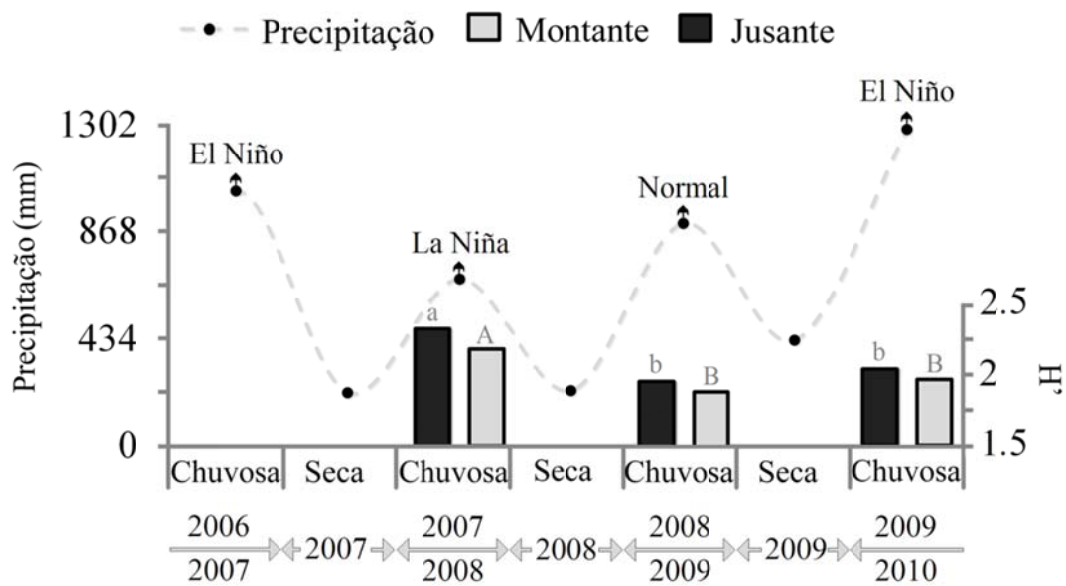 Precipitação Montante Jusante
El Niño
1302
El Niño
Normal
868
La Niña
Precipitação (mm)
a
2.5
434
A
b
b
B
B
2
H’
0
1.5
Chuvosa Seca Chuvosa Seca Chuvosa Seca Chuvosa
2006 2007 2008 2009
2007 2008 2009
2007 2008 2009 2010